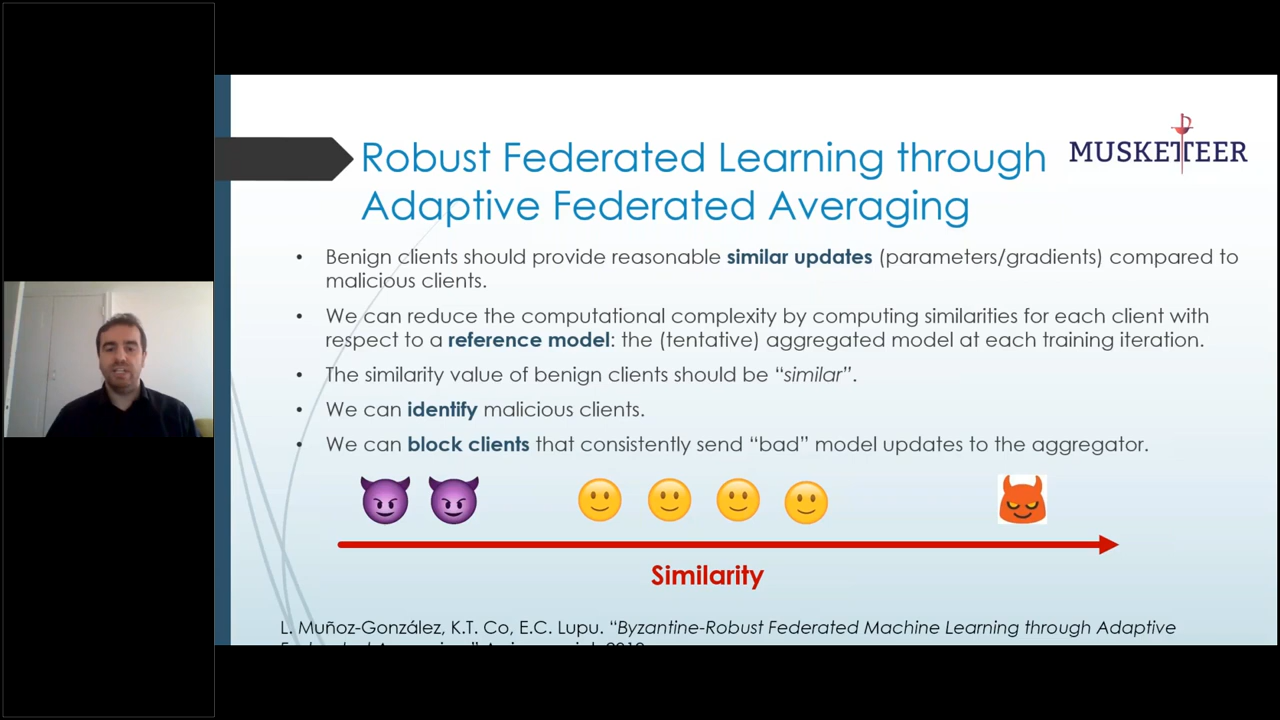 Robust Federated Learning through
Adaptive Federated Averaging
MUSKETEER
• Benign clients should provide reasonable similar updates (parameters/gradients) compared to
malicious clients.
• We can reduce the computational complexity by computing similarities for each client with
respect to a reference model: the (tentative) aggregated model at each training iteration.
• The similarity value of benign clients should be “similar”.
• We can identify malicious clients.
• We can block clients that consistently send “bad” model updates to the aggregator.
Similarity
L. Muñoz-González, K.T. Co, E.C. Lupu. “Byzantine-Robust Federated Machine Learning through Adaptive